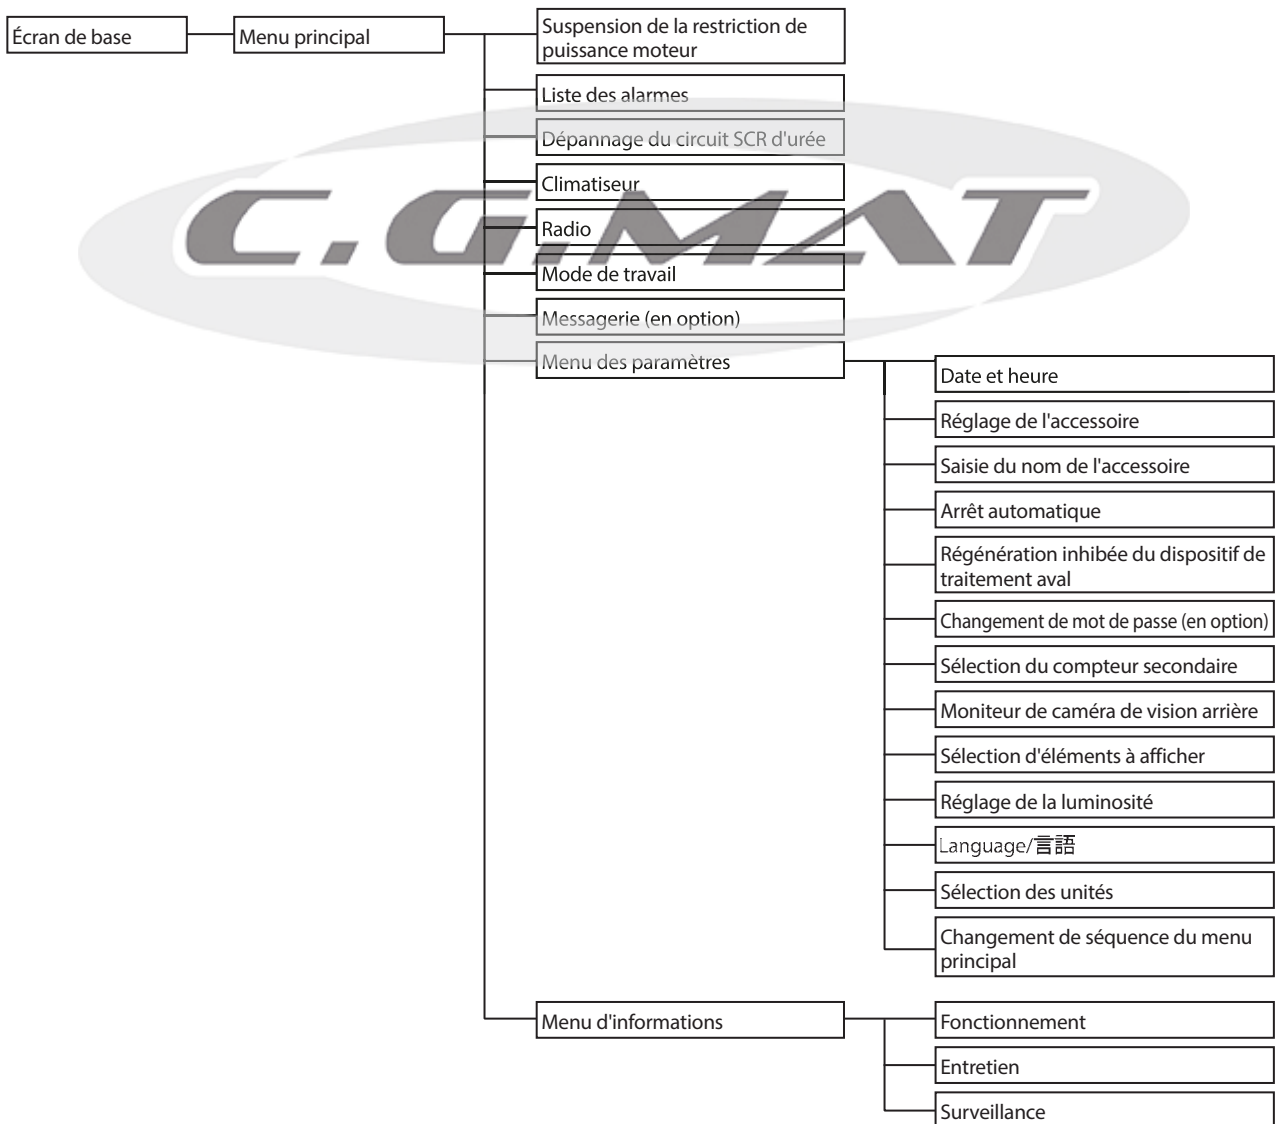 Écran de base
Menu principal
Suspension de la restriction de
puissance moteur
Liste des alarmes
Dépannage du circuit SCR d'urée
Climatiseur
Radio
C.G.MAT
Mode de travail
Messagerie (en option)
Menu des paramètres
Date et heure
Réglage de l'accessoire
Saisie du nom de l'accessoire
Arrêt automatique
Régénération inhibée du dispositif de
traitement aval
Changement de mot de passe (en option)
Sélection du compteur secondaire
Moniteur de caméra de vision arrière
Sélection d'éléments à afficher
Réglage de la luminosité
Language/言語
Sélection des unités
Changement de séquence du menu
principal
Menu d'informations
Fonctionnement
Entretien
Surveillance